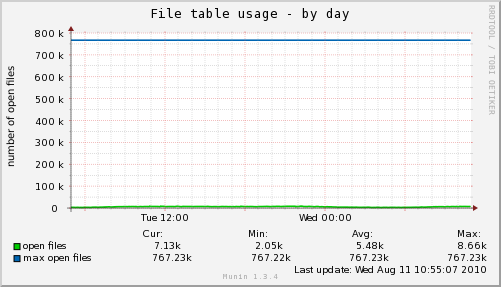 File table usage - by day
RRDTOOL / TOBI OETIKER
number of open files
800 k
700 k
600 k
500 k
400 k
300 k
200 k
100 k
0
Tue 12:00 Wed 00:00
Cur: Min: Avg: Max:
open files 7.13k 2.05k 5.48k 8.66k
max open files 767.23k 767.22k 767.23k 767.23k
Last update: Wed Aug 11 10:55:07 2010
Munin 1.3.4